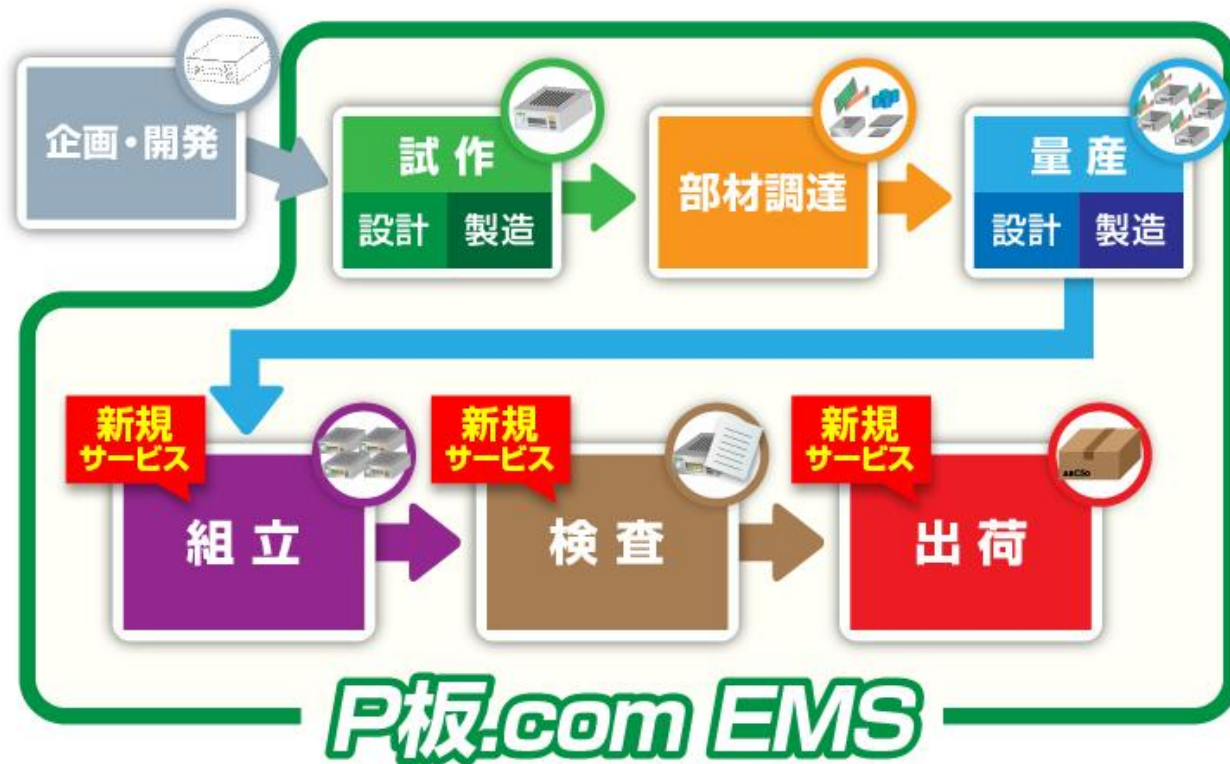 企画・開発
試作
設計
製造
部材調達
量産
設計
製造
新規
サービス
組立
新規
サービス
検査
新規
サービス
出荷
P板.com EMS